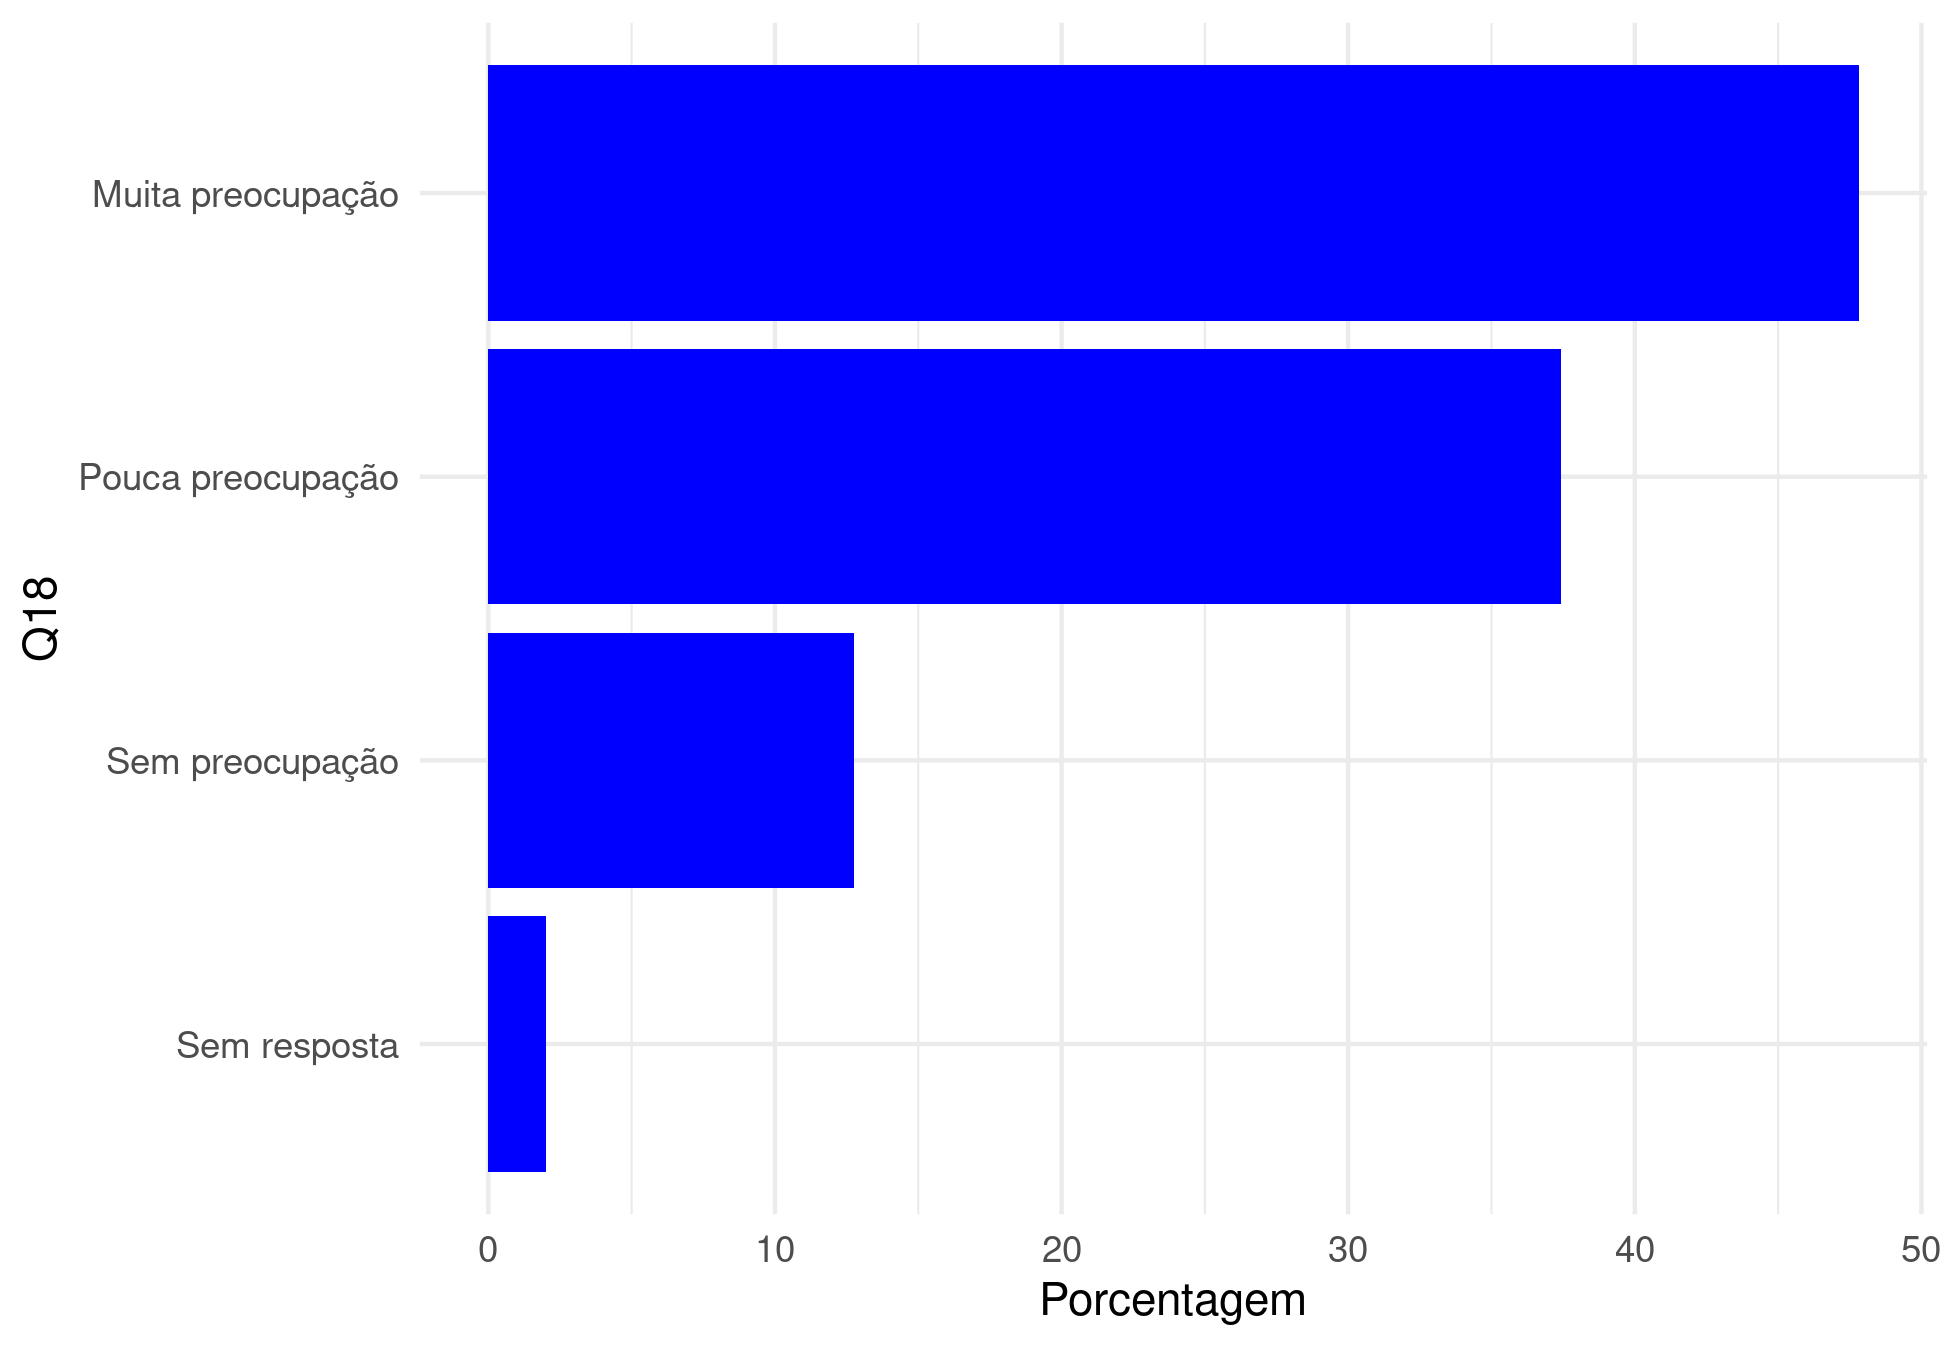 Muita preocupação
Pouca preocupação
Sem preocupação
Sem resposta
Q18
0 10 20 30 40 50
Porcentagem